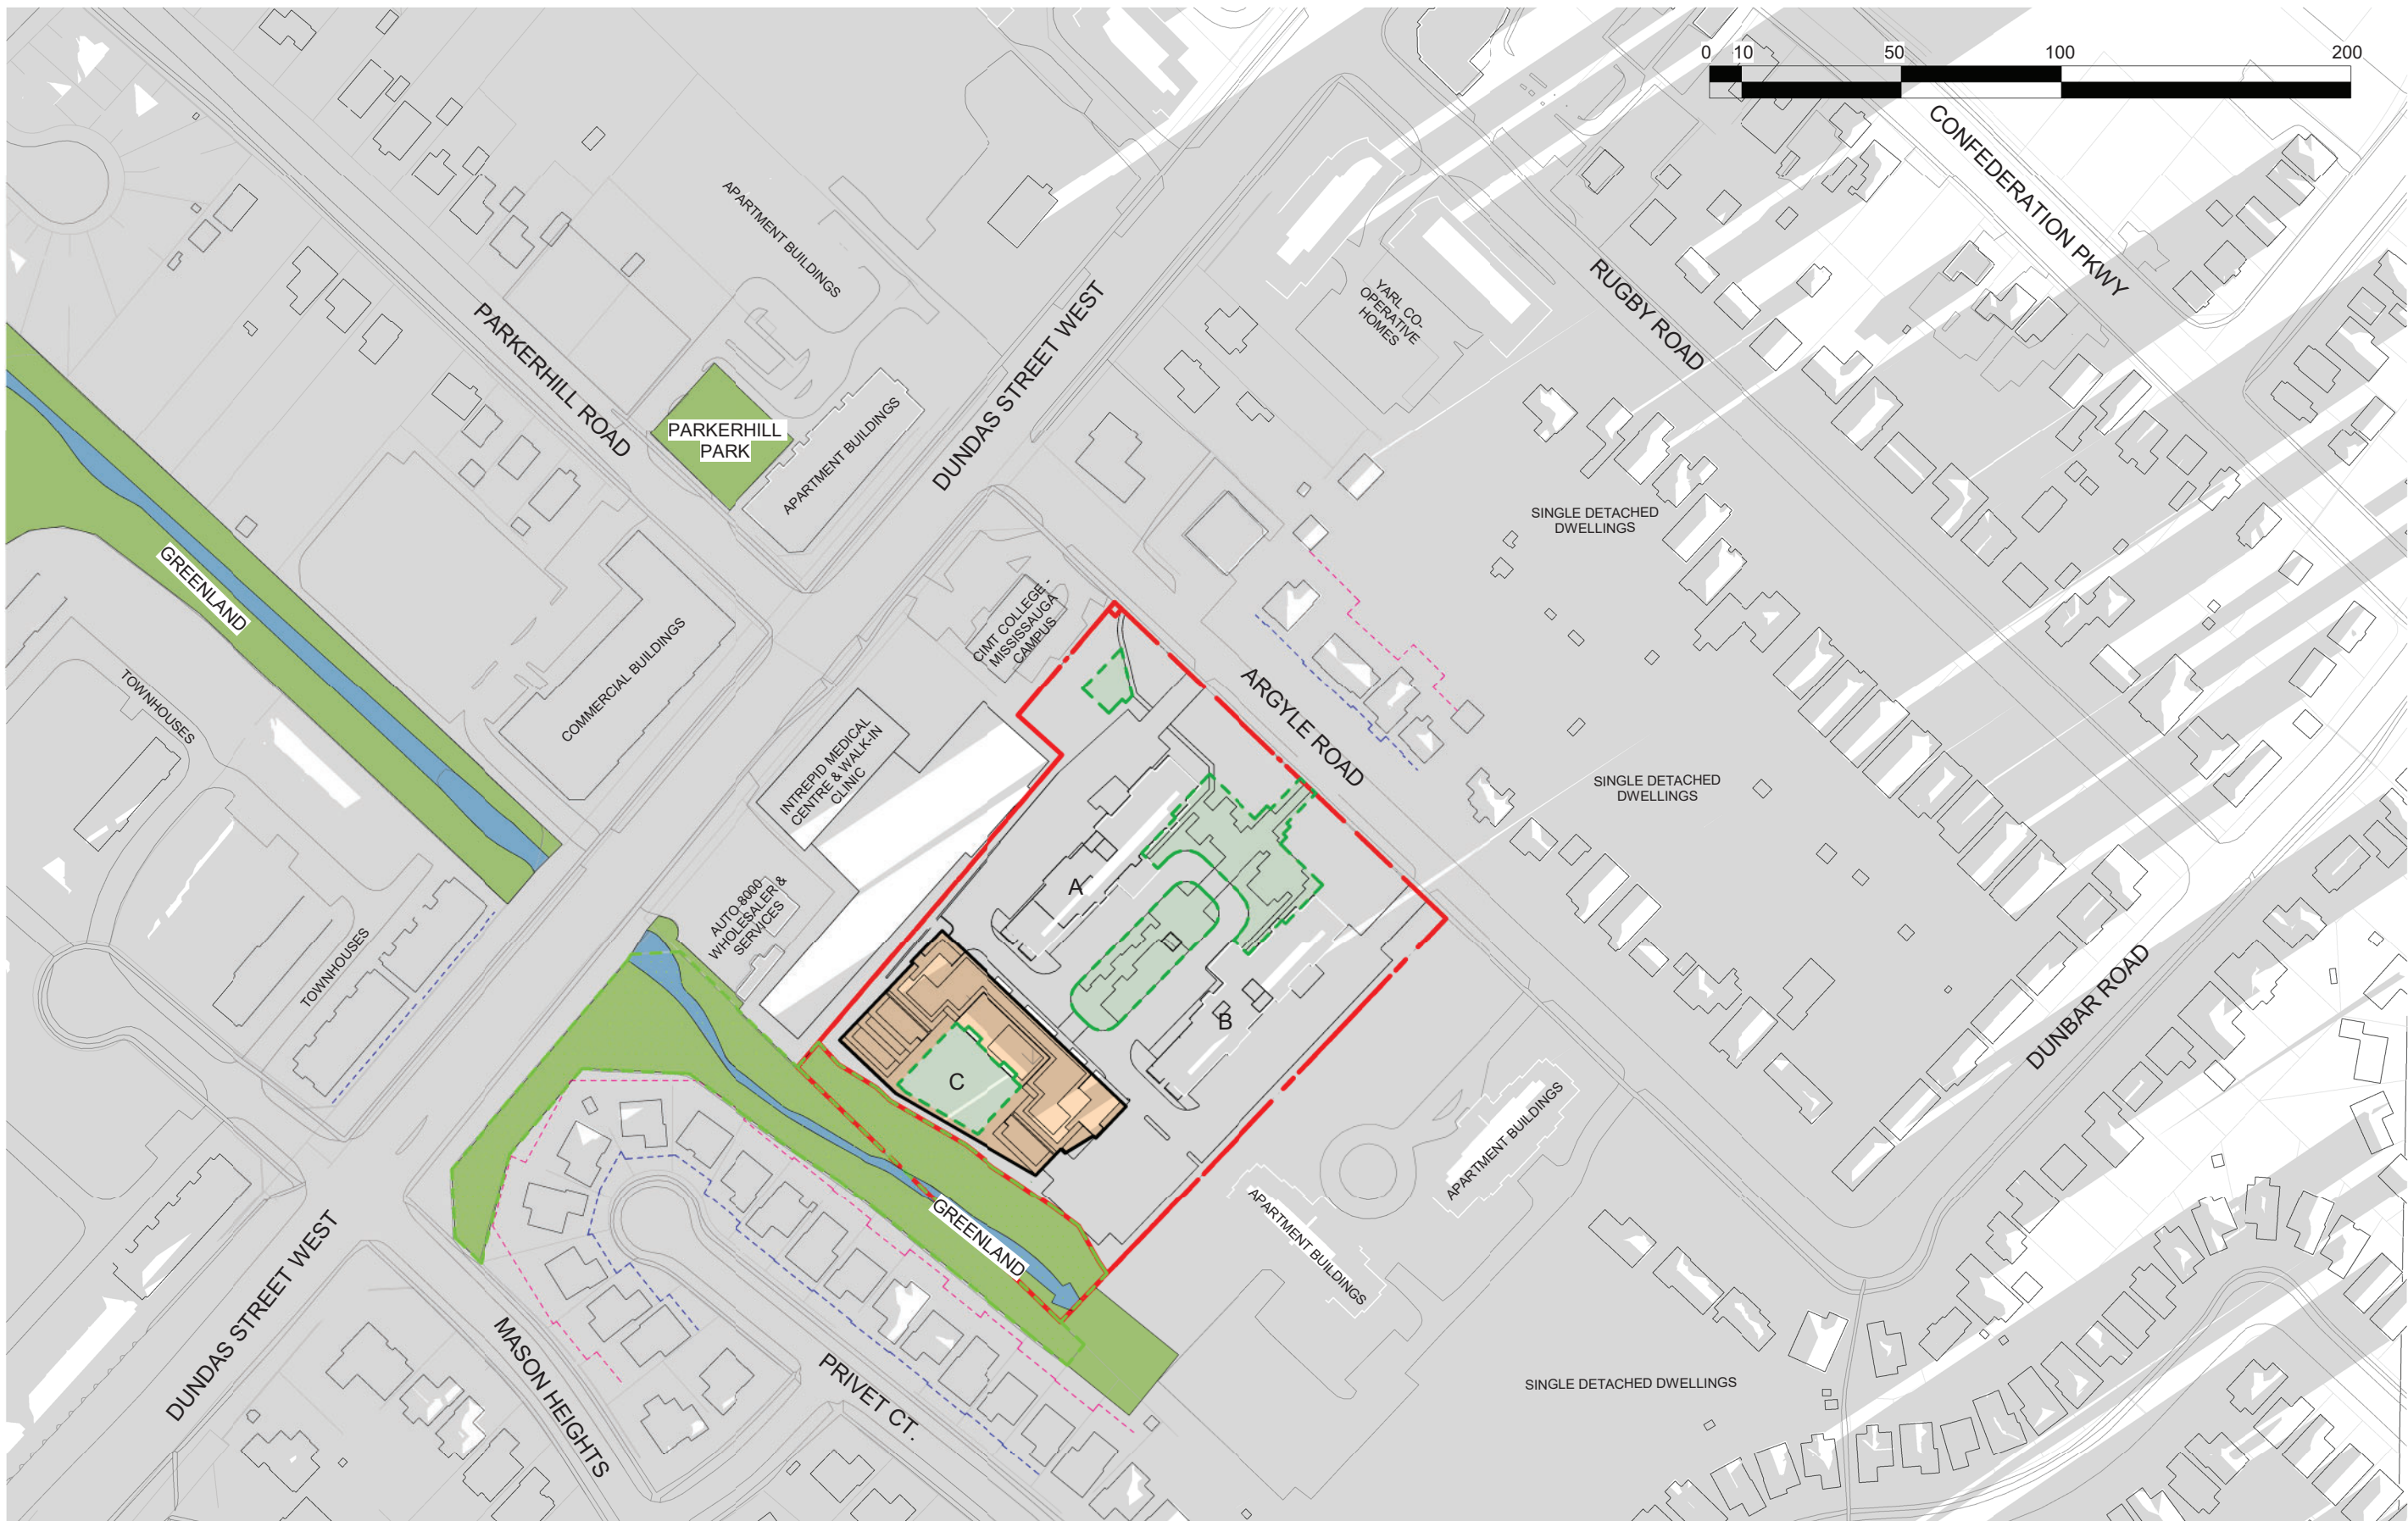 0 10 50 100 200
CONFEDERATION PKWY
APARTMENT BUILDINGS
YARL CO-
OPERATIVE
HOMES
RUGBY ROAD
DUNDAS STREET WEST
PARKERHILL ROAD
PARKERHILL
PARK
APARTMENT BUILDINGS
SINGLE DETACHED
DWELLINGS
GREENLAND
CIMT COLLEGE -
MISSISSAUGA
CAMPUS
COMMERCIAL BUILDINGS
TOWNHOUSES
ARGYLE ROAD
INTREPID MEDICAL
CENTRE & WALK-IN
CLINIC
SINGLE DETACHED
DWELLINGS
A
AUTO-8000
WHOLESALER &
SERVICES
TOWNHOUSES
B
DUNBAR ROAD
C
APARTMENT BUILDINGS
GREENLAND
APARTMENT BUILDINGS
DUNDAS STREET WEST
MASON HEIGHTS
PRIVET CT.
SINGLE DETACHED DWELLINGS